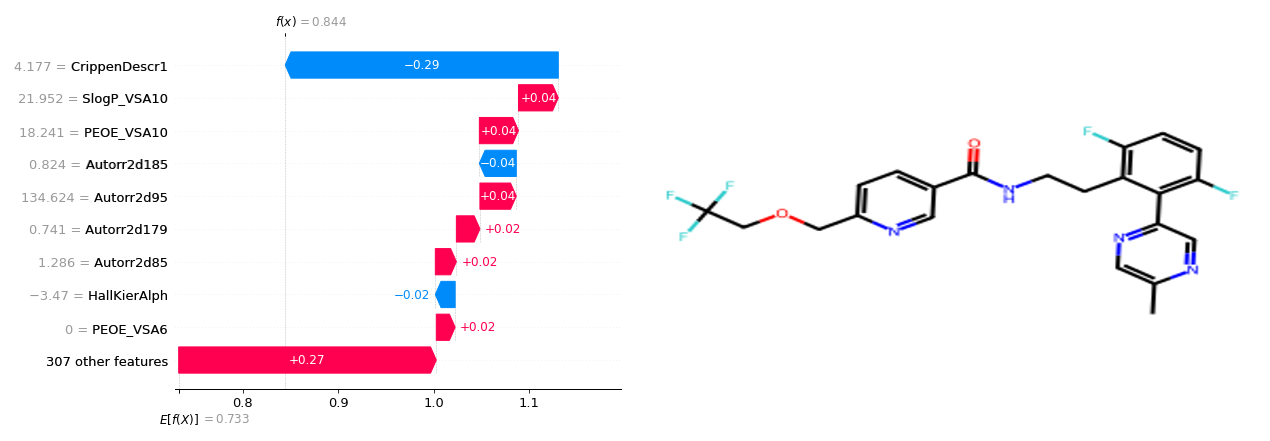 f(x) = 0.844
4.177 = CrippenDescr1
−0.29
21.952 = SlogP_VSA10
+0.04
18.241 = PEOE_VSA10
+0.04
0.824 = Autorr2d185
−0.04
134.624 = Autorr2d95
+0.04
0.741 = Autorr2d179
+0.02
1.286 = Autorr2d85
+0.02
−3.47 = HallKierAlph
−0.02
0 = PEOE_VSA6
+0.02
307 other features
+0.27
0.8 0.9 1.0 1.1
E[f(X)] = 0.733
F
O
F
F
F
N
H
F
F
O
N
N
N